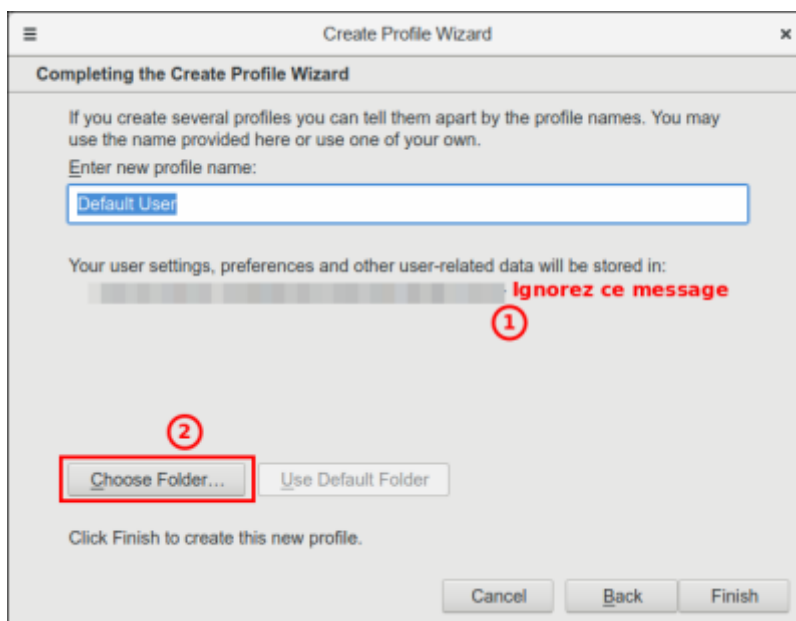 Create Profile Wizard
Completing the Create Profile Wizard
If you create several profiles you can tell them apart by the profile names. You may
use the name provided here or use one of your own.
Enter new profile name:
Default User
Your user settings, preferences and other user-related data will be stored in:
Ignorez ce message
1
2
Choose Folder...
Use Default Folder
Click Finish to create this new profile.
Cancel
Back
Finish